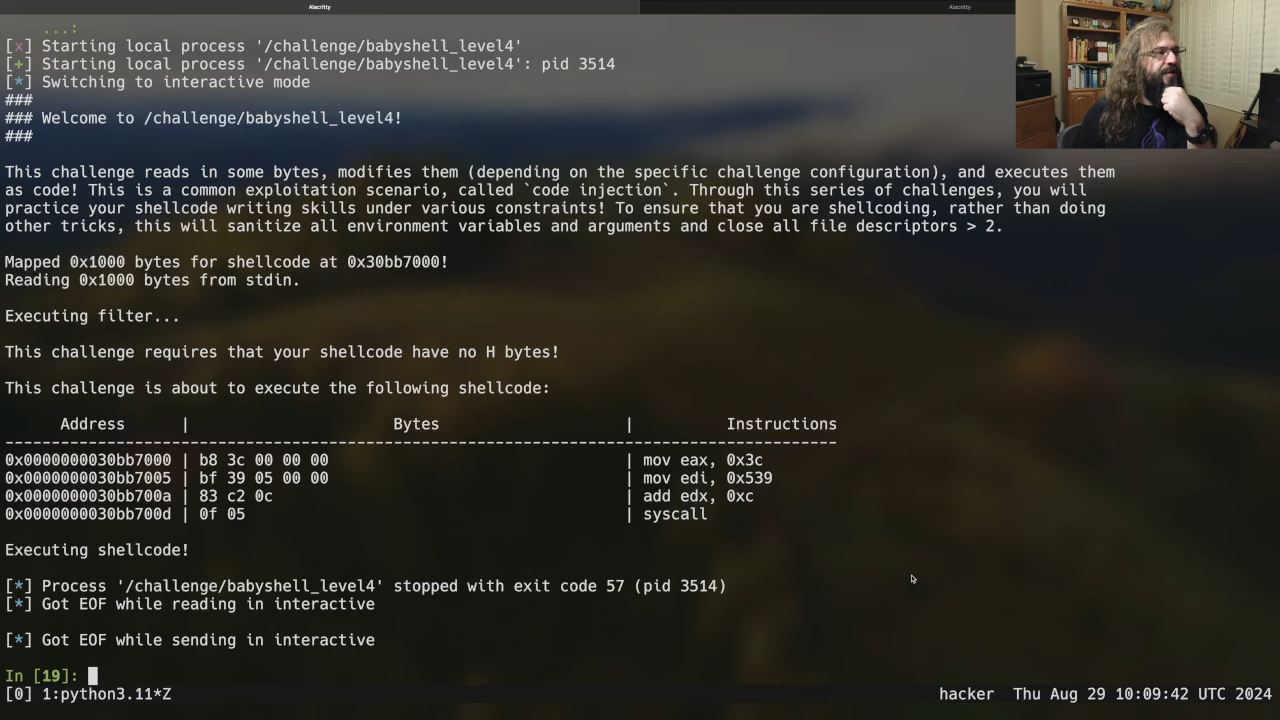 Alacritty
Alacritty
...:
[x] Starting local process '/challenge/babyshell_level4'
[+] Starting local process '/challenge/babyshell_level4': pid 3514
[*] Switching to interactive mode
###
### Welcome to /challenge/babyshell_level4!
###
This challenge reads in some bytes, modifies them (depending on the specific challenge configuration), and executes them
as code! This is a common exploitation scenario, called `code injection`. Through this series of challenges, you will
practice your shellcode writing skills under various constraints! To ensure that you are shellcoding, rather than doing
other tricks, this will sanitize all environment variables and arguments and close all file descriptors > 2.
Mapped 0x1000 bytes for shellcode at 0x30bb7000!
Reading 0x1000 bytes from stdin.
Executing filter...
This challenge requires that your shellcode have no H bytes!
This challenge is about to execute the following shellcode:
Address | Bytes | Instructions
-------------------------------------------------------------------------------------------
0x0000000030bb7000 | b8 3c 00 00 00 | mov eax, 0x3c
0x0000000030bb7005 | bf 39 05 00 00 | mov edi, 0x539
0x0000000030bb700a | 83 c2 0c | add edx, 0xc
0x0000000030bb700d | 0f 05 | syscall
Executing shellcode!
[*] Process '/challenge/babyshell_level4' stopped with exit code 57 (pid 3514)
[*] Got EOF while reading in interactive
[*] Got EOF while sending in interactive
In [19]:
[0] 1:python3.11*Z hacker Thu Aug 29 10:09:42 UTC 2024